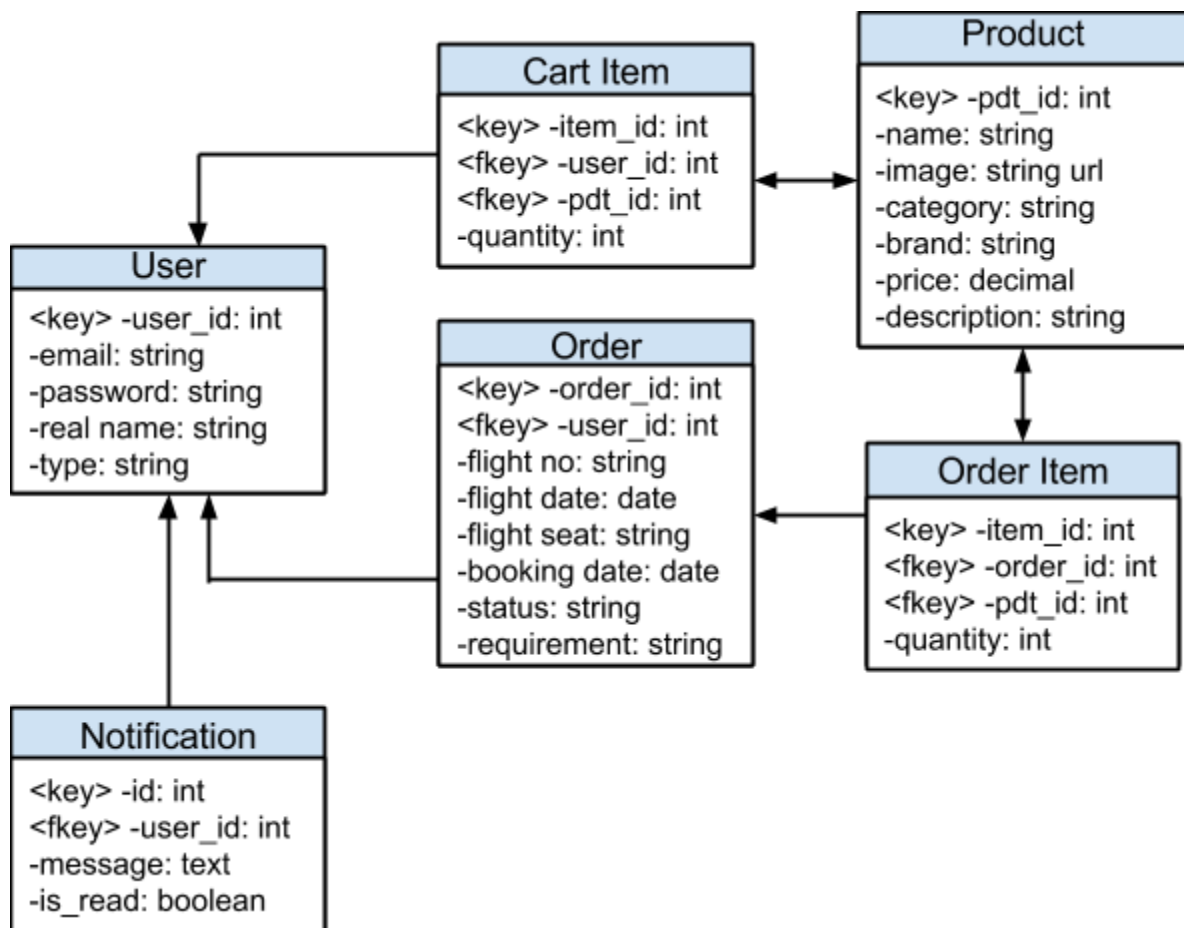 Cart Item
<key> -item_id: int
<fkey> -user_id: int
<fkey> -pdt_id: int
-quantity: int
Product
<key> -pdt_id: int
-name: string
-image: string url
-category: string
-brand: string
-price: decimal
-description: string
User
<key> -user_id: int
-email: string
-password: string
-real name: string
-type: string
Order
<key> -order_id: int
<fkey> -user_id: int
-flight no: string
-flight date: date
-flight seat: string
-booking date: date
-status: string
-requirement: string
Order Item
<key> -item_id: int
<fkey> -order_id: int
<fkey> -pdt_id: int
-quantity: int
Notification
<key> -id: int
<fkey> -user_id: int
-message: text
-is_read: boolean